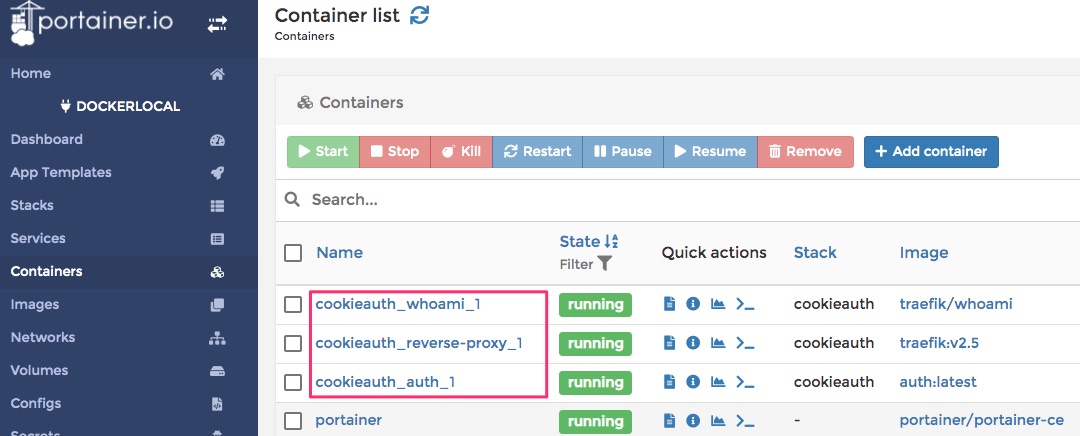 portainer.io
Home
DOCKERLOCAL
Dashboard
App Templates
Stacks
Services
Containers
Images
Networks
Volumes
Configs
Secrets
Container list
Containers
Containers
Start Stop Kill Restart Pause Resume Remove + Add container
Search...
Name State Filter Quick actions Stack Image
cookieauth_whoami_1 running cookieauth traefik/whoami
cookieauth_reverse-proxy_1 running cookieauth traefik:v2.5
cookieauth_auth_1 running cookieauth auth:latest
portainer running - portainer/portainer-ce